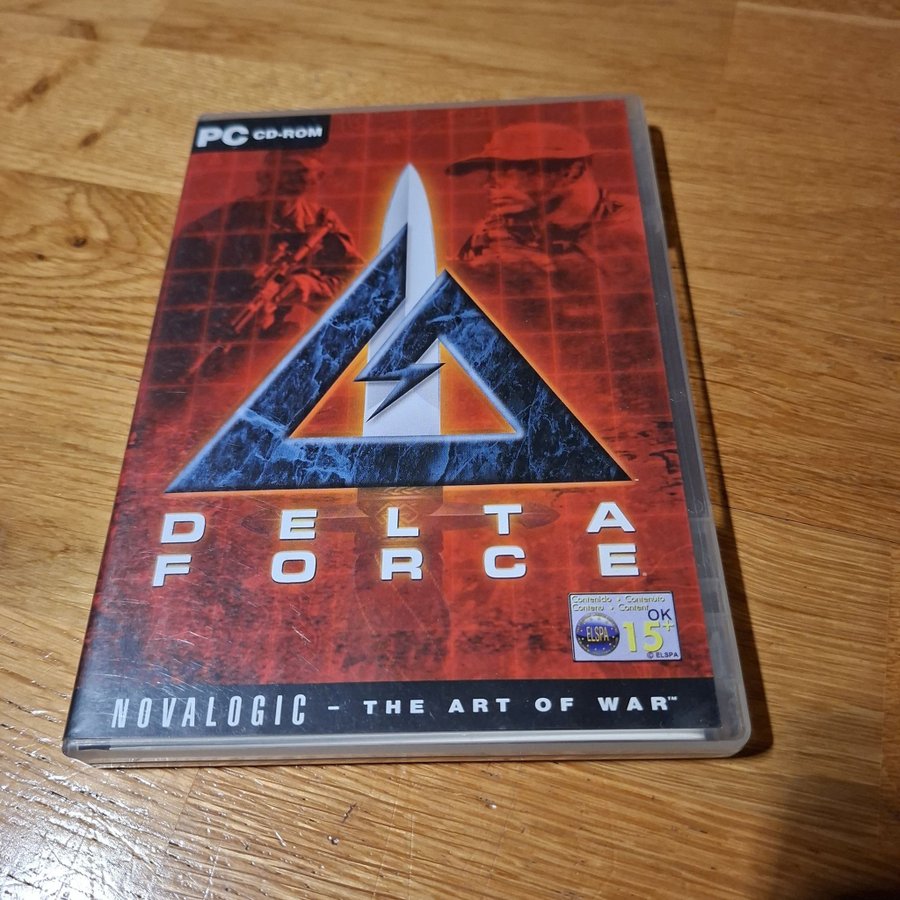 PC CD-ROM
DELTA
FORCE
Contenido • Contenuto
Contenu • Content
OK
ELSPA
15+
© ELSPA
NOVALOGIC – THE ART OF WAR™